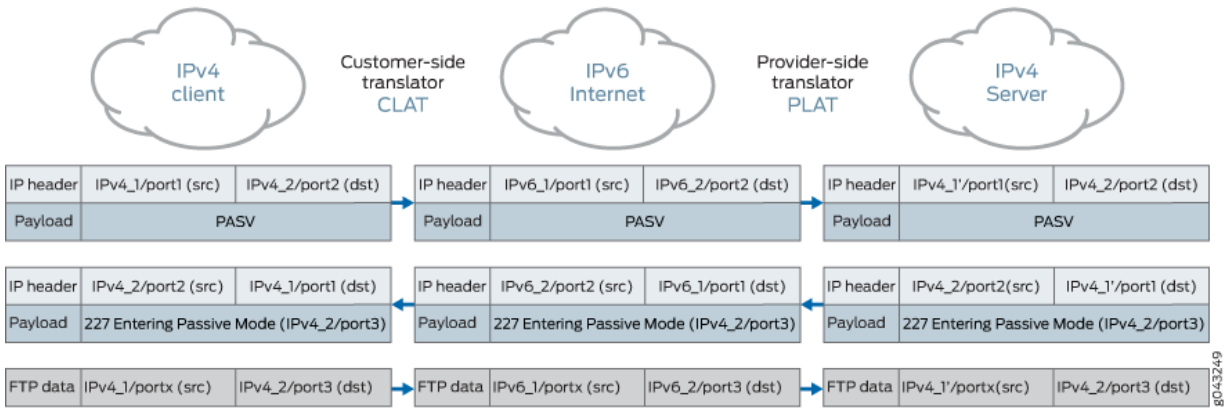 IPv4
client
Customer-side
translator
CLAT
IPv6
Internet
Provider-side
translator
PLAT
IPv4
Server
IP header IPv4_1/port1 (src) IPv4_2/port2 (dst) IP header IPv6_1/port1 (src) IPv6_2/port2 (dst) IP header IPv4_1'/port1(src) IPv4_2/port2 (dst)
Payload PASV Payload PASV Payload PASV
IP header IPv4_2/port2 (src) IPv4_1/port1 (dst) IP header IPv6_2/port2 (src) IPv6_1/port1 (dst) IP header IPv4_2/port2(src) IPv4_1'/port1 (dst)
Payload 227 Entering Passive Mode (IPv4_2/port3) Payload 227 Entering Passive Mode (IPv4_2/port3) Payload 227 Entering Passive Mode (IPv4_2/port3)
FTP data IPv4_1/portx (src) IPv4_2/port3 (dst) FTP data IPv6_1/portx (src) IPv6_2/port3 (dst) FTP data IPv4_1'/portx(src) IPv4_2/port3 (dst)
g043249